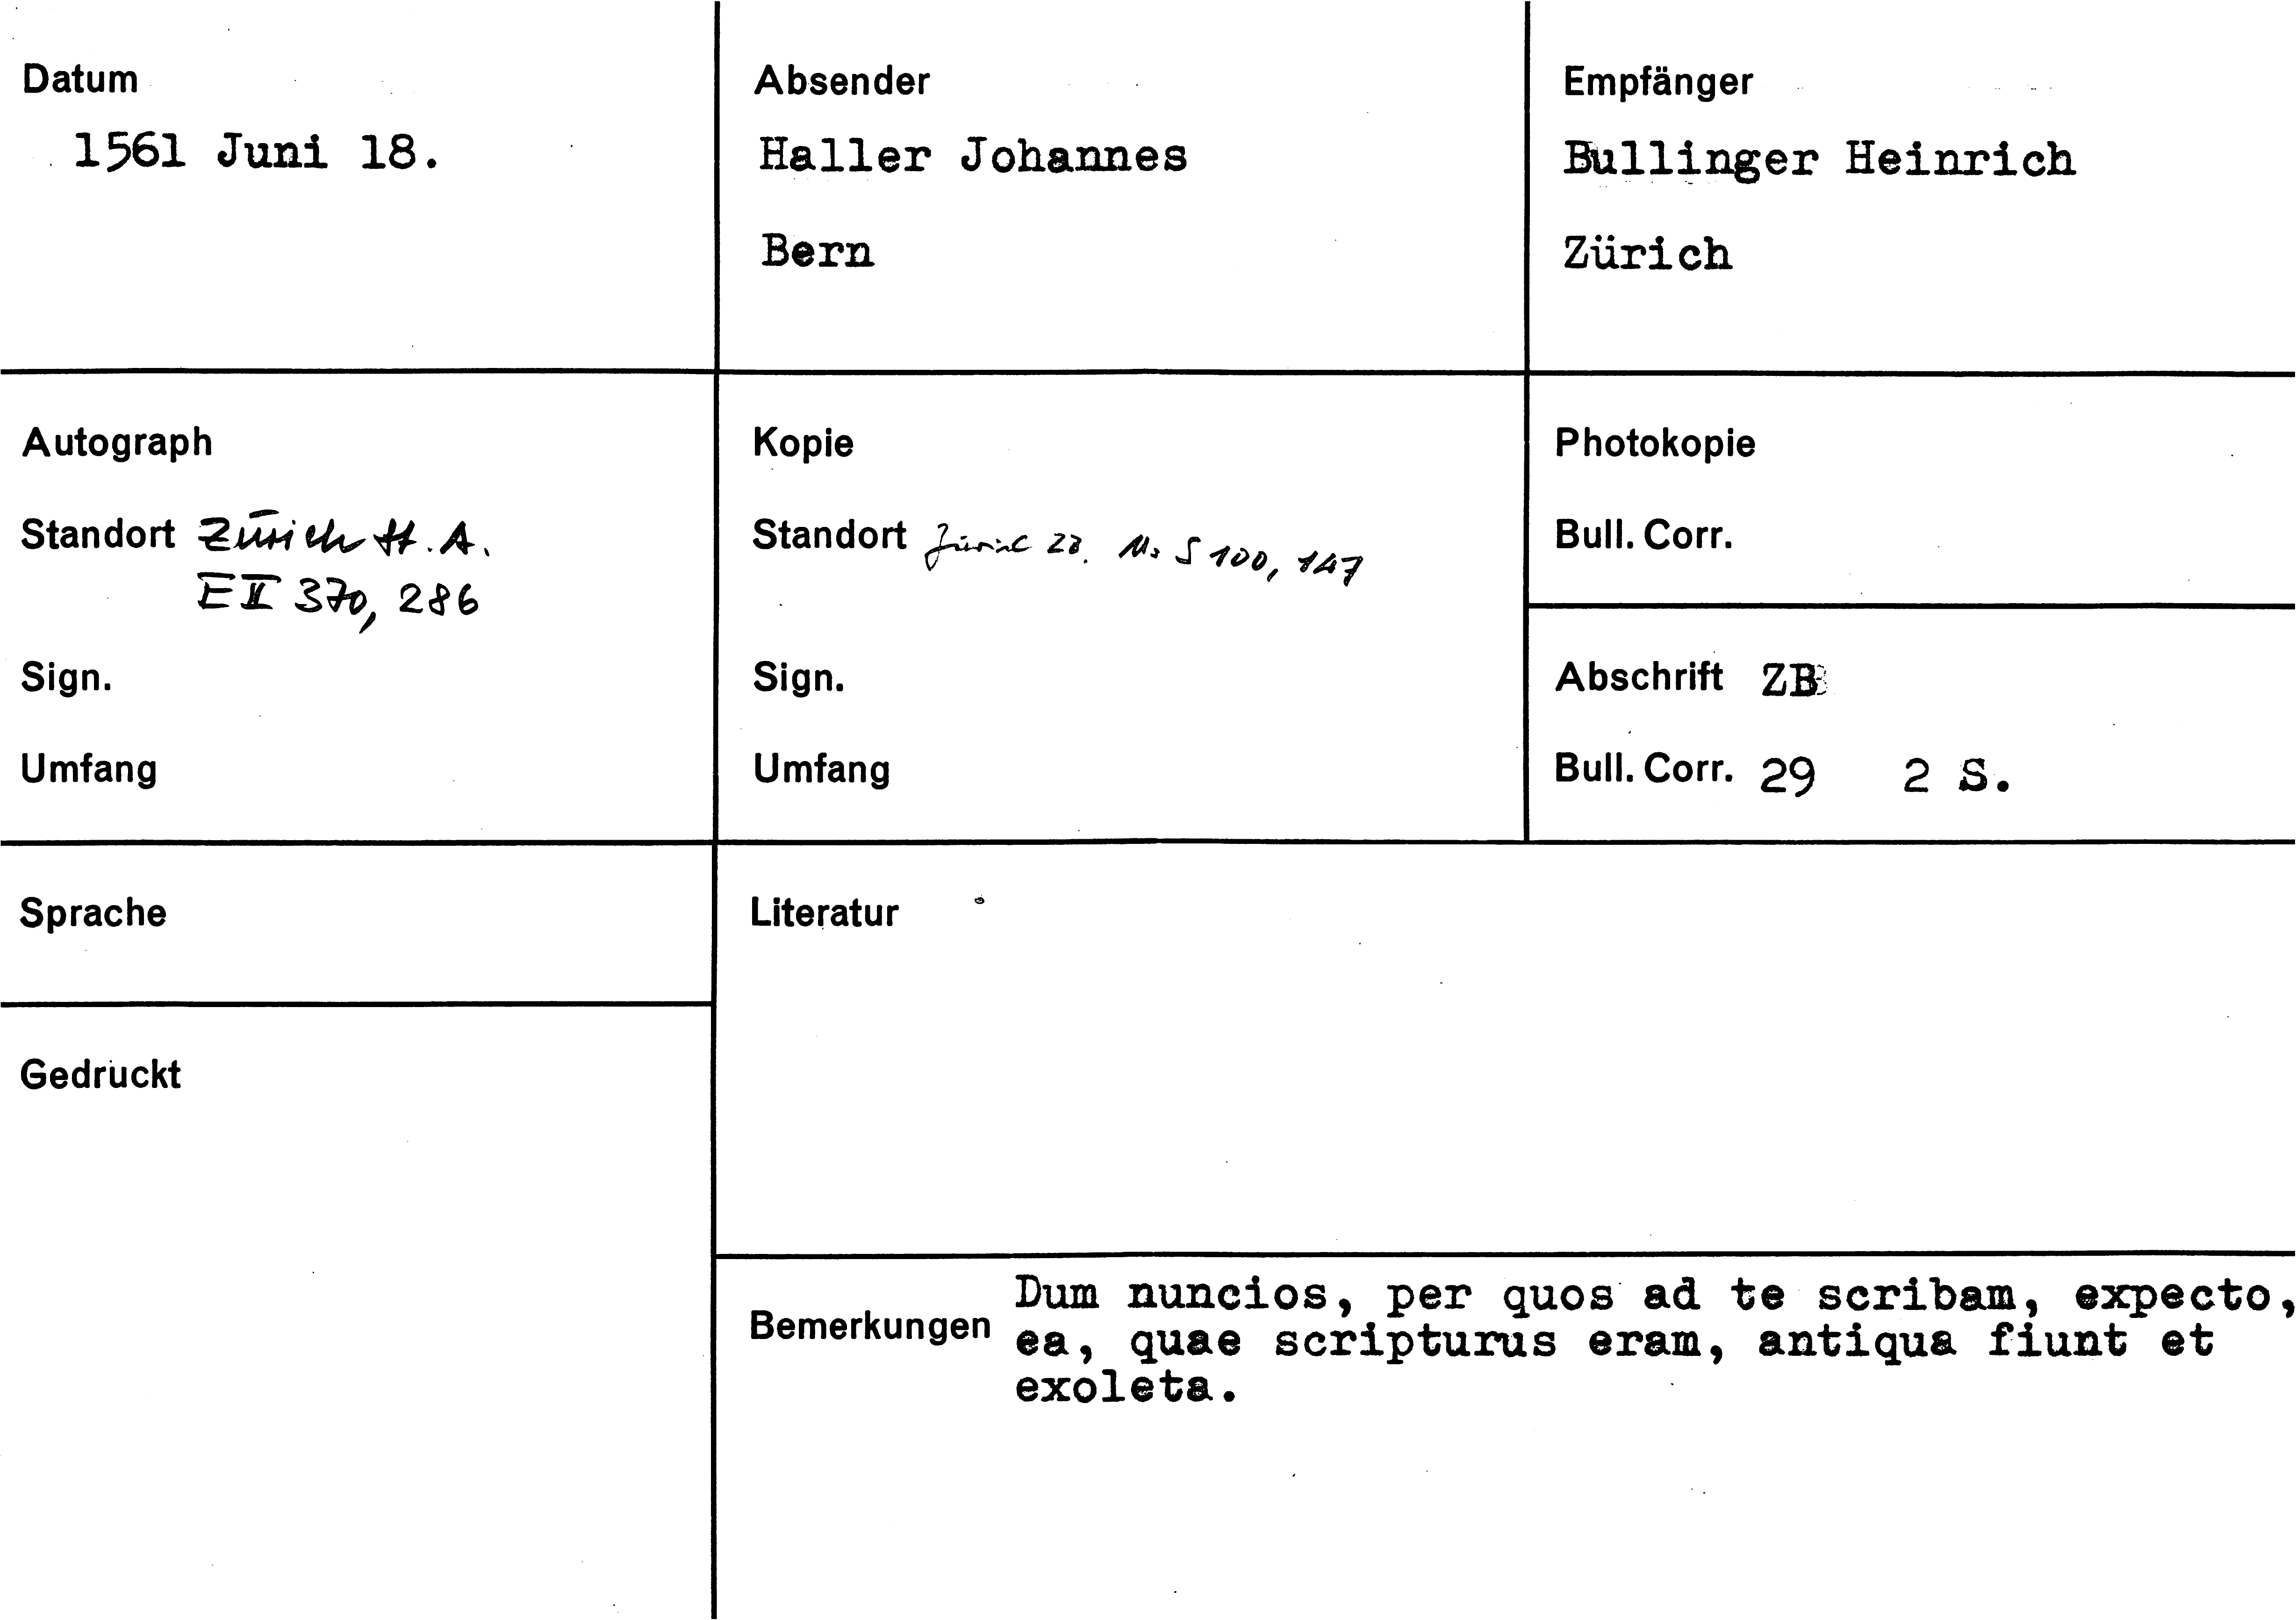 Datum
1561 Juni 18.
Absender
Haller Johannes
Bern
Empfänger
Bullinger Heinrich
Zürich
Autograph
Standort Zürich St. A.
E II 370, 286
Sign.
Umfang
Kopie
Standort Zürich ZB. Ms S 100, 147
Sign.
Umfang
Photokopie
Bull. Corr.
Abschrift ZB
Bull. Corr. 29 2 S.
Sprache
Literatur
Gedruckt
Bemerkungen
Dum nuncios, per quos ad te scribam, expecto,
ea, quae scripturus eram, antiqua fiunt et
exoleta.